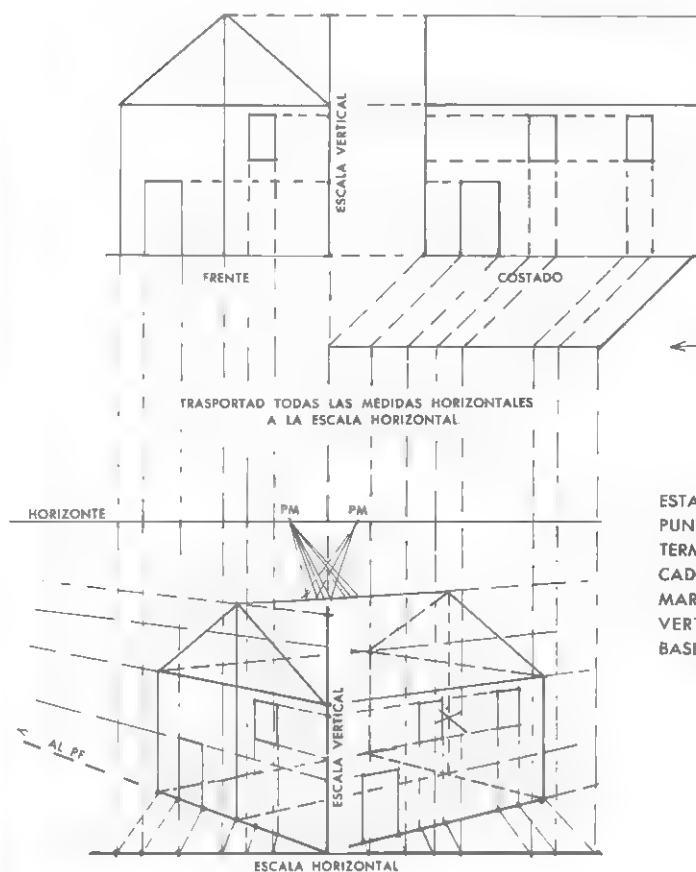 ESCALA VERTICAL
FRENTE
COSTADO
TRASPORTAD TODAS LAS MEDIDAS HORIZONTALES
A LA ESCALA HORIZONTAL
HORIZONTE
PM
PM
ESTA
PUN
TERM
CAD
MAR
VERT
BASE
AL PF
ESCALA VERTICAL
ESCALA HORIZONTAL